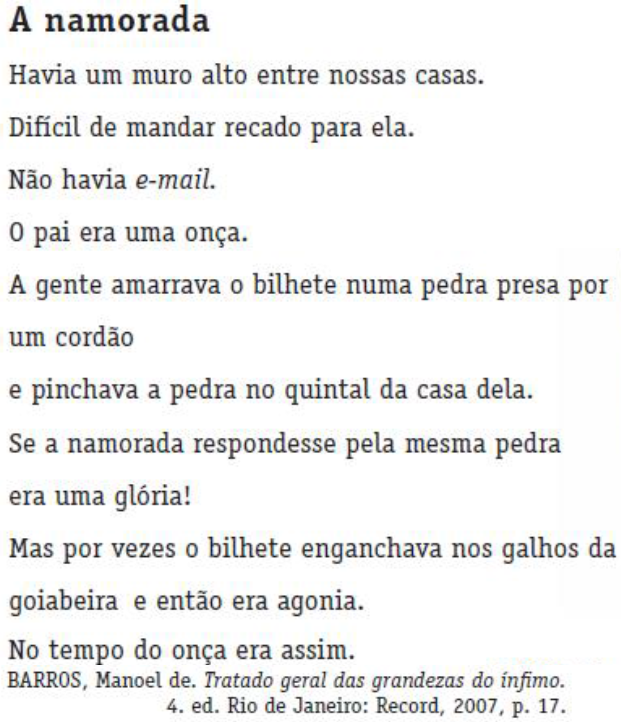 A namorada
Havia um muro alto entre nossas casas.
Difícil de mandar recado para ela.
Não havia e-mail.
O pai era uma onça.
A gente amarrava o bilhete numa pedra presa por
um cordão
e pinchava a pedra no quintal da casa dela.
Se a namorada respondesse pela mesma pedra
era uma glória!
Mas por vezes o bilhete enganchava nos galhos da
goiabeira e então era agonia.
No tempo do onça era assim.
BARROS, Manoel de. Tratado geral das grandezas do ínfimo.
4. ed. Rio de Janeiro: Record, 2007, p. 17.